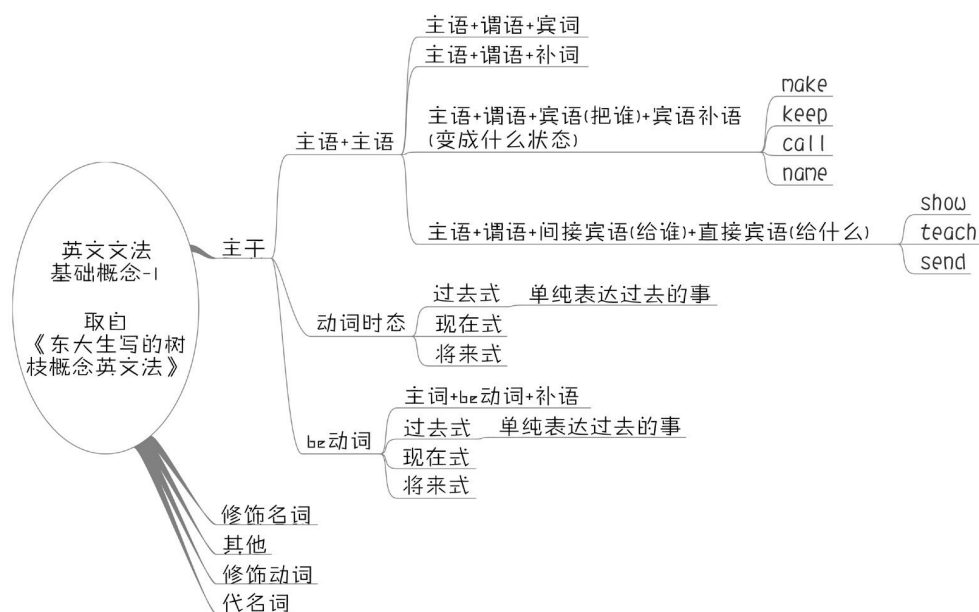 英文文法
基础概念-1
取自
《东大生写的树
枝概念英文法》
主干
主语+主语
主语+谓语+宾词
主语+谓语+补词
主语+谓语+宾语(把谁)+宾语补语
(变成什么状态)
make
keep
call
name
主语+谓语+间接宾语(给谁)+直接宾语(给什么)
show
teach
send
动词时态
过去式
单纯表达过去的事
现在式
将来式
be动词
主词+be动词+补语
过去式
单纯表达过去的事
现在式
将来式
修饰名词
其他
修饰动词
代名词